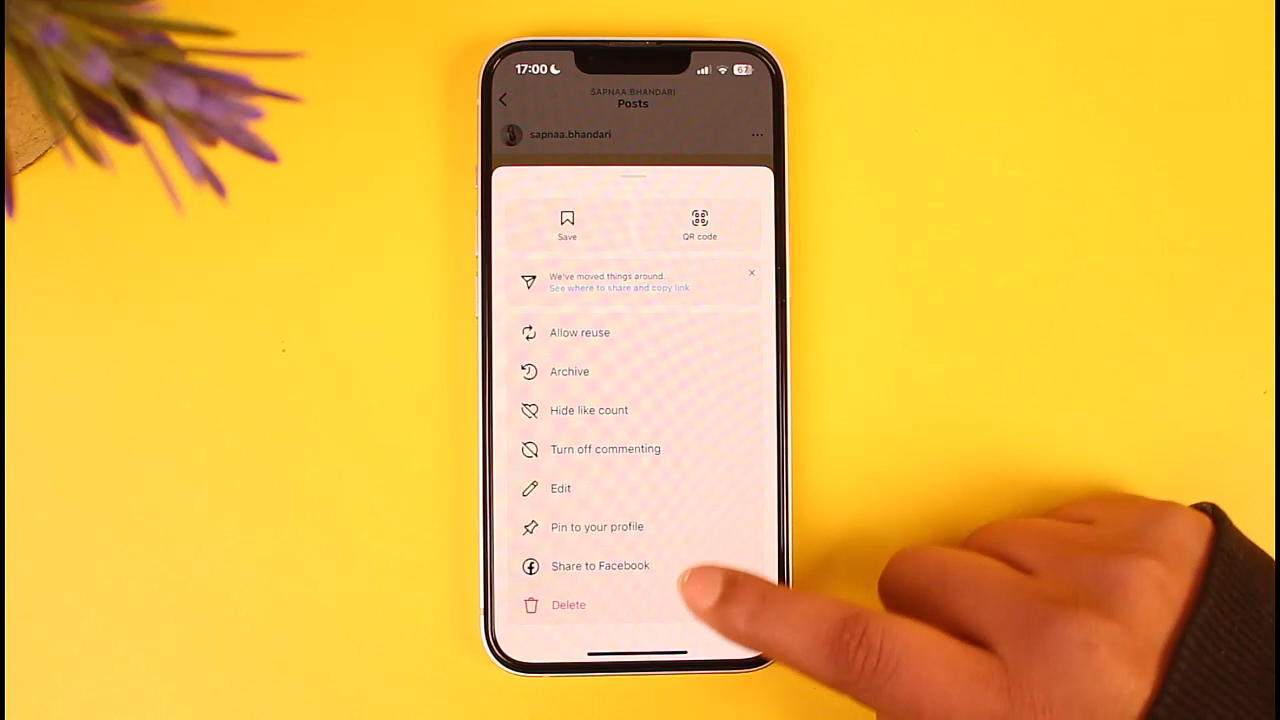 17:00
67
SAPNAA.BHANDARI
Posts
sapnaa.bhandari
Save
QR code
We've moved things around.
See where to share and copy link
Allow reuse
Archive
Hide like count
Turn off commenting
Edit
Pin to your profile
Share to Facebook
Delete